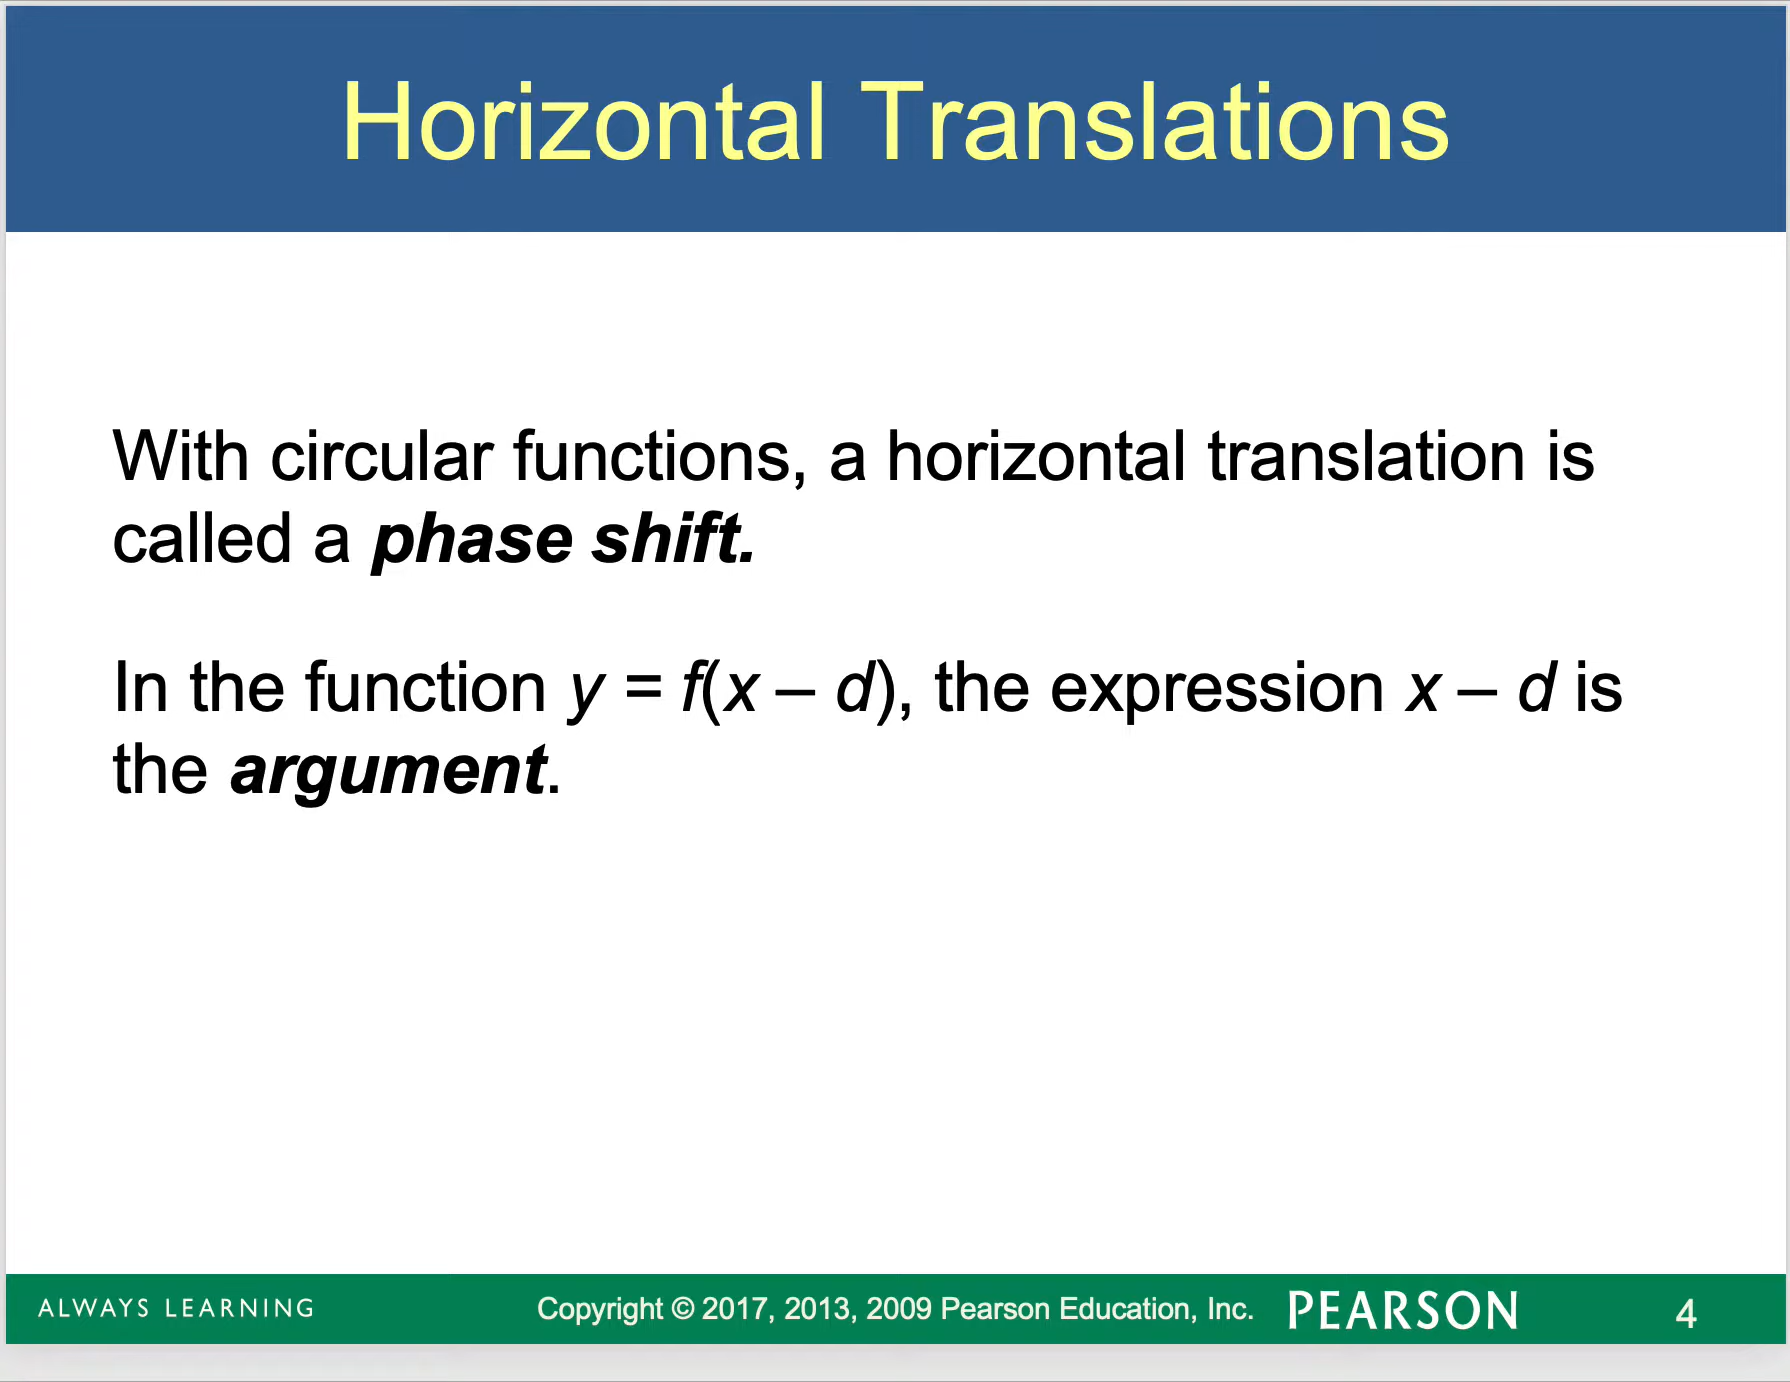 Horizontal Translations
With circular functions, a horizontal translation is
called a phase shift.
In the function y = f(x – d), the expression x – d is
the argument.
ALWAYS LEARNING Copyright © 2017, 2013, 2009 Pearson Education, Inc. PEARSON 4